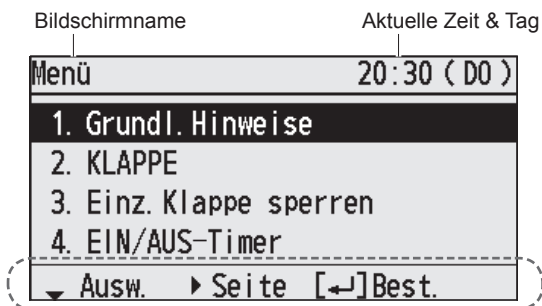 Bildschirmname Aktuelle Zeit & Tag
Menü 20:30 (DO)
1. Grundl. Hinweise
2. KLAPPE
3. Einz. Klappe sperren
4. EIN/AUS-Timer
Ausw. Seite [↵]Best.